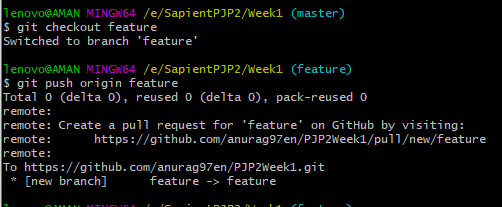 lenovo@AMAN MINGW64 /e/SapientPJP2/Week1 (master)
$ git checkout feature
Switched to branch 'feature'
lenovo@AMAN MINGW64 /e/SapientPJP2/Week1 (feature)
$ git push origin feature
Total 0 (delta 0), reused 0 (delta 0), pack-reused 0
remote:
remote: Create a pull request for 'feature' on GitHub by visiting:
remote:      https://github.com/anurag97en/PJP2Week1/pull/new/feature
remote:
To https://github.com/anurag97en/PJP2Week1.git
 * [new branch]      feature -> feature